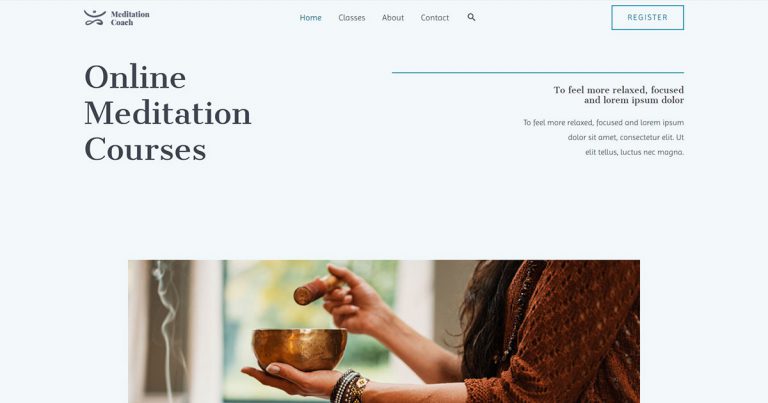 Meditation
Coach
Home
Classes
About
Contact
REGISTER
Online
Meditation
Courses
To feel more relaxed, focused
and lorem ipsum dolor
To feel more relaxed, focused and lorem ipsum
dolor sit amet, consectetur elit. Ut
elit tellus, luctus nec magna.